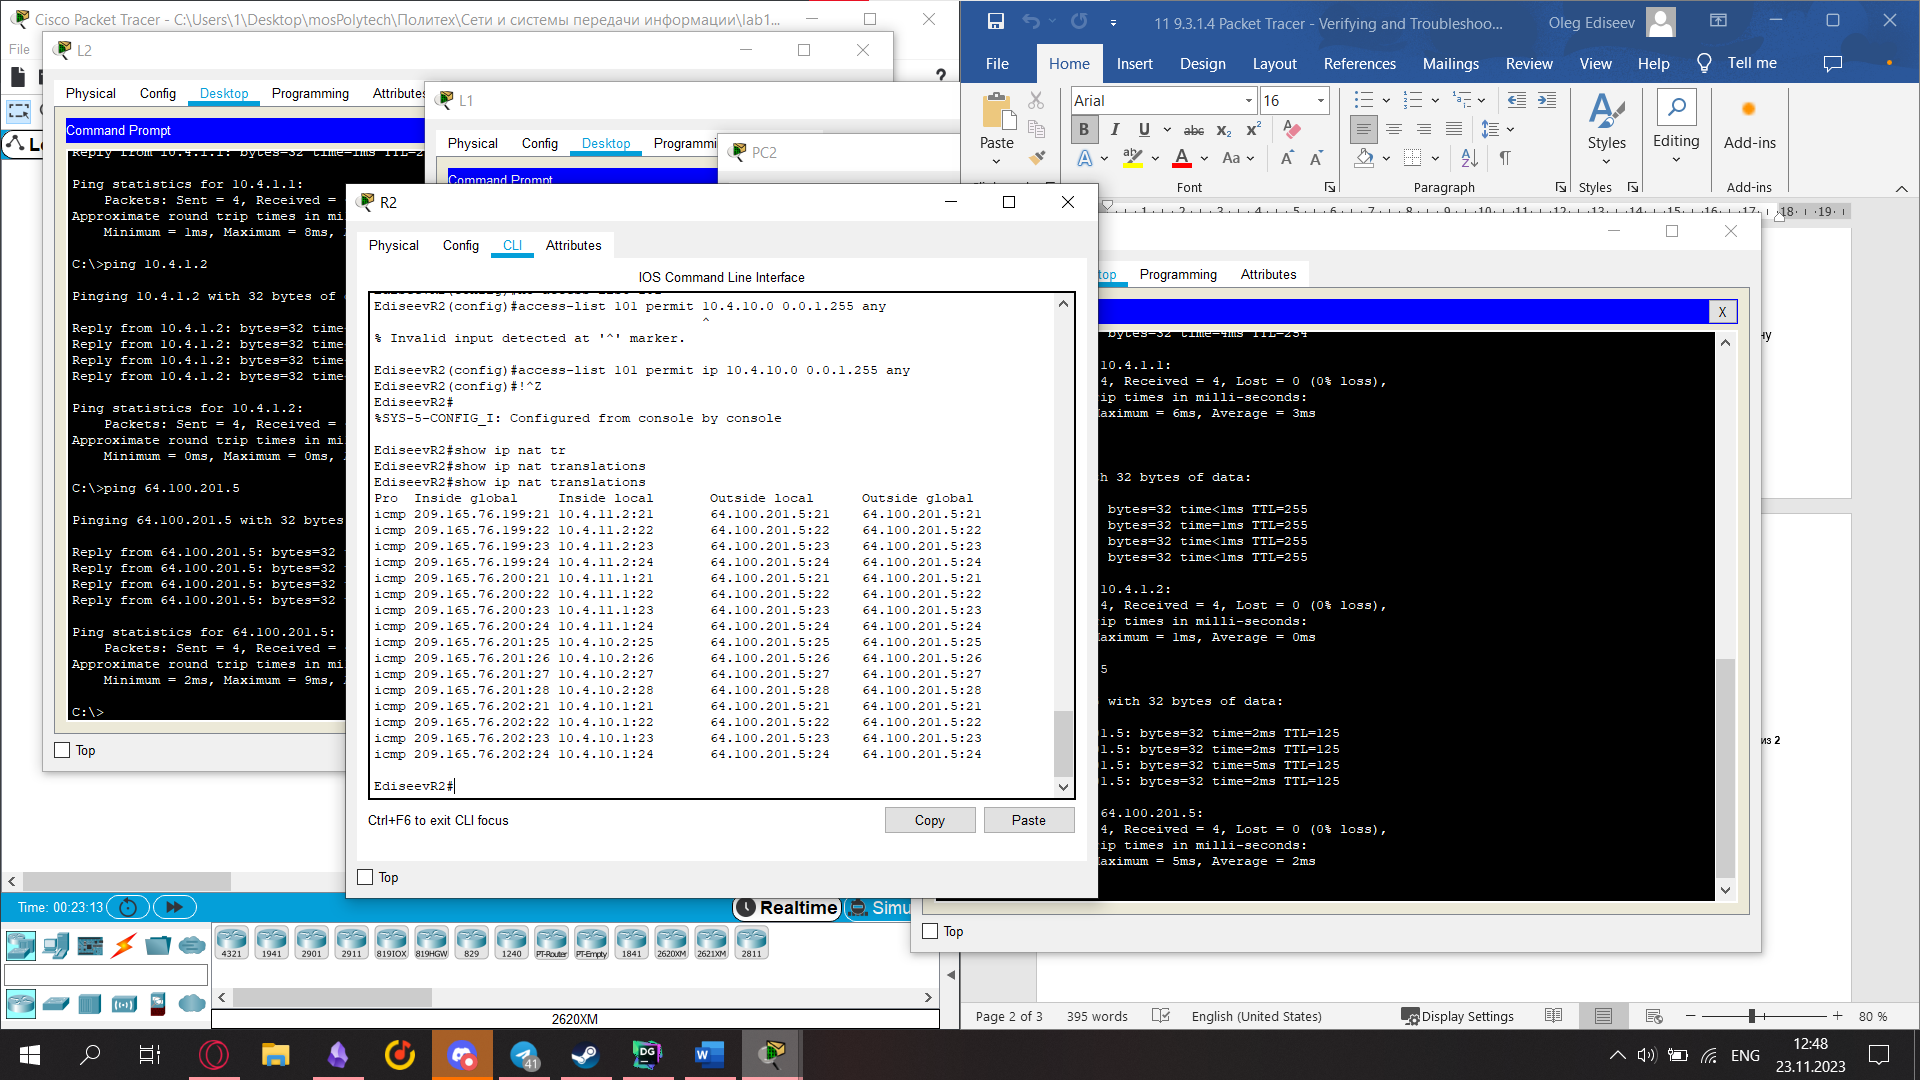 Cisco Packet Tracer - C:\Users\1\Desktop\mosPolytech\Политех\Сети и системы передачи информации\lab1...
File
L2
Physical Config Desktop Programming Attributes
Command Prompt
Reply from 10.4.1.1: bytes=32 time=1ms TTL=2
Ping statistics for 10.4.1.1:
Packets: Sent = 4, Received =
Approximate round trip times in mi
Minimum = 1ms, Maximum = 8ms,
C:\>ping 10.4.1.2
Pinging 10.4.1.2 with 32 bytes of
Reply from 10.4.1.2: bytes=32 time
Reply from 10.4.1.2: bytes=32 time
Reply from 10.4.1.2: bytes=32 time
Reply from 10.4.1.2: bytes=32 time
Ping statistics for 10.4.1.2:
Packets: Sent = 4, Received =
Approximate round trip times in mi
Minimum = 0ms, Maximum = 0ms,
C:\>ping 64.100.201.5
Pinging 64.100.201.5 with 32 bytes
Reply from 64.100.201.5: bytes=32
Reply from 64.100.201.5: bytes=32
Reply from 64.100.201.5: bytes=32
Reply from 64.100.201.5: bytes=32
Ping statistics for 64.100.201.5:
Packets: Sent = 4, Received =
Approximate round trip times in mi
Minimum = 2ms, Maximum = 9ms,
C:\>
Top
L1
Physical Config Desktop Programmi
Command Prompt
PC2
R2
Physical Config CLI Attributes
IOS Command Line Interface
EdiseevR2(config)#access-list 101 permit 10.4.10.0 0.0.1.255 any
^
% Invalid input detected at '^' marker.
EdiseevR2(config)#access-list 101 permit ip 10.4.10.0 0.0.1.255 any
EdiseevR2(config)#!^Z
EdiseevR2#
%SYS-5-CONFIG_I: Configured from console by console
EdiseevR2#show ip nat tr
EdiseevR2#show ip nat translations
EdiseevR2#show ip nat translations
Pro Inside global Inside local Outside local Outside global
icmp 209.165.76.199:21 10.4.11.2:21 64.100.201.5:21 64.100.201.5:21
icmp 209.165.76.199:22 10.4.11.2:22 64.100.201.5:22 64.100.201.5:22
icmp 209.165.76.199:23 10.4.11.2:23 64.100.201.5:23 64.100.201.5:23
icmp 209.165.76.199:24 10.4.11.2:24 64.100.201.5:24 64.100.201.5:24
icmp 209.165.76.200:21 10.4.11.1:21 64.100.201.5:21 64.100.201.5:21
icmp 209.165.76.200:22 10.4.11.1:22 64.100.201.5:22 64.100.201.5:22
icmp 209.165.76.200:23 10.4.11.1:23 64.100.201.5:23 64.100.201.5:23
icmp 209.165.76.200:24 10.4.11.1:24 64.100.201.5:24 64.100.201.5:24
icmp 209.165.76.201:25 10.4.10.2:25 64.100.201.5:25 64.100.201.5:25
icmp 209.165.76.201:26 10.4.10.2:26 64.100.201.5:26 64.100.201.5:26
icmp 209.165.76.201:27 10.4.10.2:27 64.100.201.5:27 64.100.201.5:27
icmp 209.165.76.201:28 10.4.10.2:28 64.100.201.5:28 64.100.201.5:28
icmp 209.165.76.202:21 10.4.10.1:21 64.100.201.5:21 64.100.201.5:21
icmp 209.165.76.202:22 10.4.10.1:22 64.100.201.5:22 64.100.201.5:22
icmp 209.165.76.202:23 10.4.10.1:23 64.100.201.5:23 64.100.201.5:23
icmp 209.165.76.202:24 10.4.10.1:24 64.100.201.5:24 64.100.201.5:24
EdiseevR2#
Ctrl+F6 to exit CLI focus
Copy Paste
Top
Time: 00:23:13
Realtime Simu
4321 1941 2901 2911 819IOX 819HGW 829 1240 PT-Router PT-Empty 1841 2620XM 2621XM 2811
2620XM
11 9.3.1.4 Packet Tracer - Verifying and Troubleshoo...
Oleg Ediseev
File Home Insert Design Layout References Mailings Review View Help Tell me
Arial 16
Paste
Styles
Editing
Add-ins
Font Paragraph Styles Add-ins
1 2 3 4 5 6 7 8 9 10 11 12 13 14 15 16 17 18 19
top Programming Attributes
X
bytes=32 time=4ms TTL=254
10.4.1.1:
4, Received = 4, Lost = 0 (0% loss),
ip times in milli-seconds:
aximum = 6ms, Average = 3ms
h 32 bytes of data:
bytes=32 time<1ms TTL=255
bytes=32 time=1ms TTL=255
bytes=32 time<1ms TTL=255
bytes=32 time<1ms TTL=255
10.4.1.2:
4, Received = 4, Lost = 0 (0% loss),
ip times in milli-seconds:
aximum = 1ms, Average = 0ms
5
with 32 bytes of data:
1.5: bytes=32 time=2ms TTL=125
1.5: bytes=32 time=2ms TTL=125
1.5: bytes=32 time=5ms TTL=125
1.5: bytes=32 time=2ms TTL=125
64.100.201.5:
4, Received = 4, Lost = 0 (0% loss),
ip times in milli-seconds:
aximum = 5ms, Average = 2ms
Top
ну
из 2
Page 2 of 3 395 words English (United States) Display Settings 80 %
41
ENG
12:48
23.11.2023